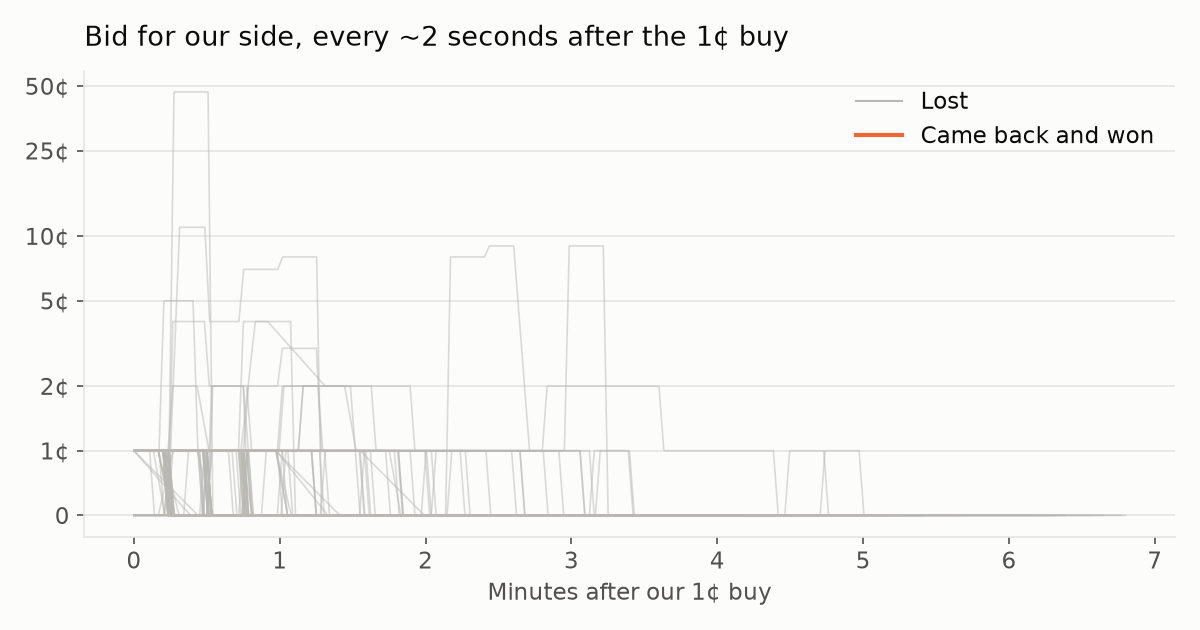 Bid for our side, every ~2 seconds after the 1¢ buy
50¢
25¢
10¢
5¢
2¢
1¢
0
Lost
Came back and won
0 1 2 3 4 5 6 7
Minutes after our 1¢ buy